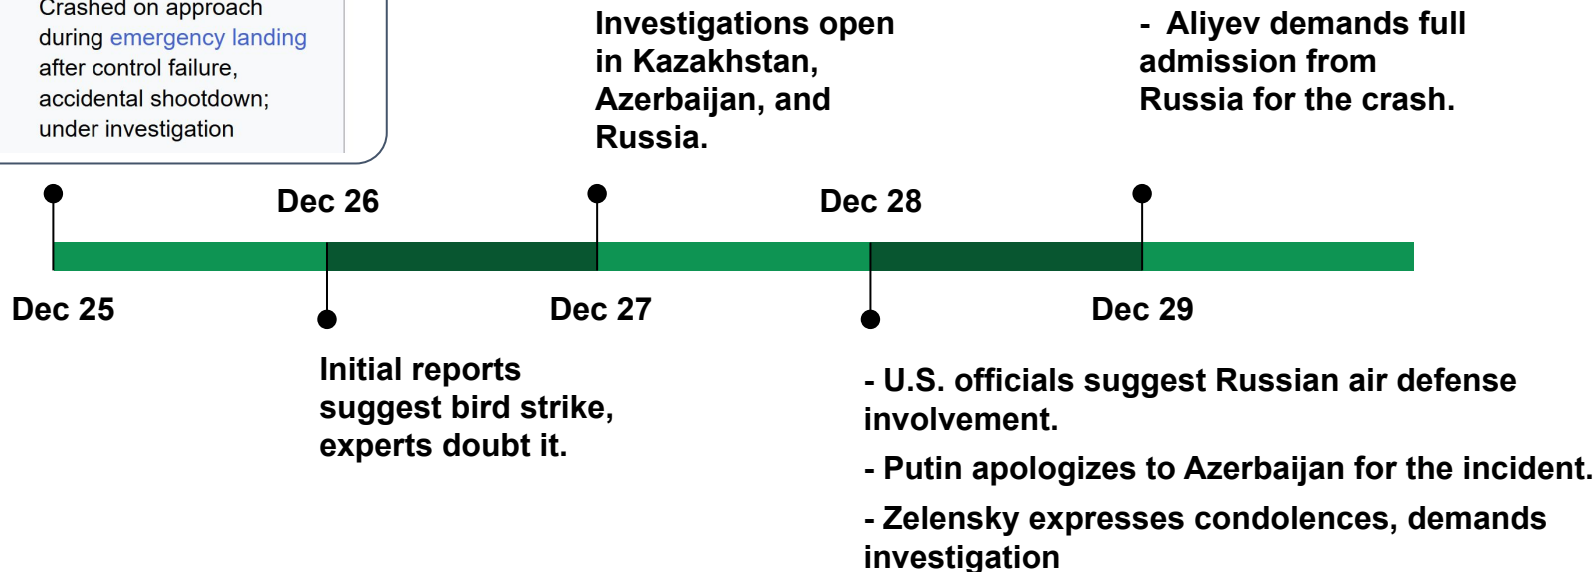 Crashed on approach
during emergency landing
after control failure,
accidental shootdown;
under investigation
Investigations open
in Kazakhstan,
Azerbaijan, and
Russia.
- Aliyev demands full
admission from
Russia for the crash.
Dec 26
Dec 28
Dec 25
Dec 27
Dec 29
Initial reports
suggest bird strike,
experts doubt it.
- U.S. officials suggest Russian air defense
involvement.
- Putin apologizes to Azerbaijan for the incident.
- Zelensky expresses condolences, demands
investigation